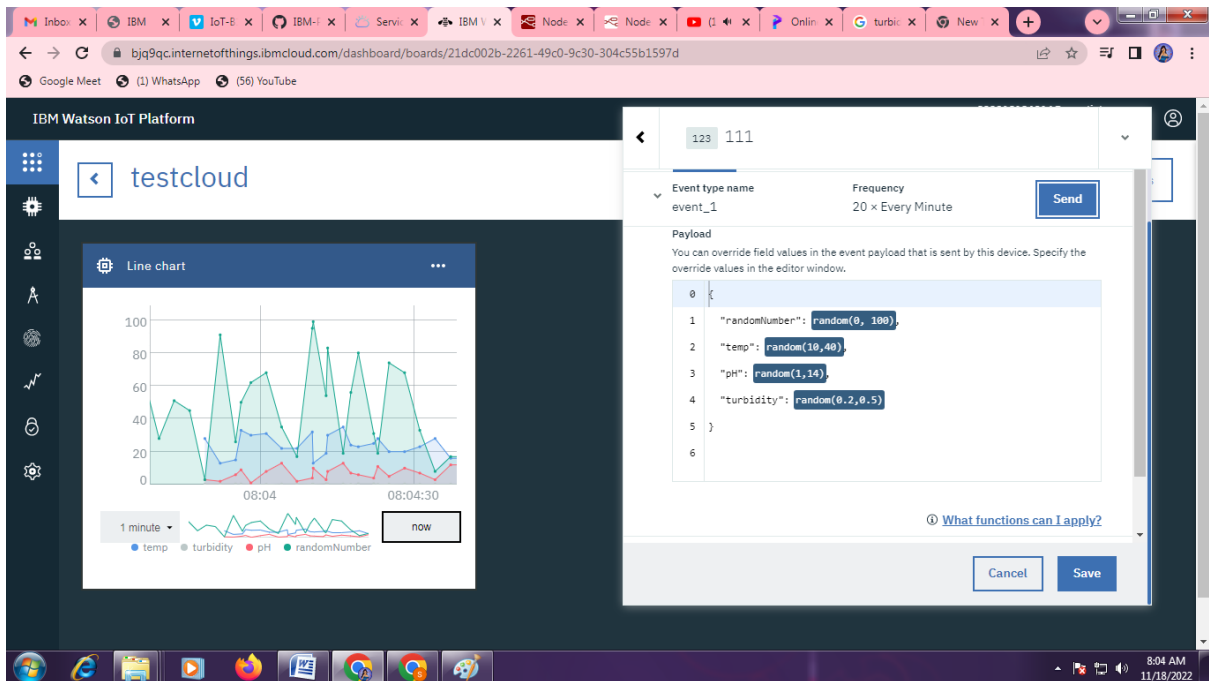 Inbox
IBM
IoT-B
IBM-F
Servic
IBM W
Node
Node
(1
Onlin
turbic
New T
bjq9qc.internetofthings.ibmcloud.com/dashboard/boards/21dc002b-2261-49c0-9c30-304c55b1597d
Google Meet (1) WhatsApp (56) YouTube
IBM Watson IoT Platform
testcloud
Line chart
100
80
60
40
20
0
08:04 08:04:30
1 minute now
temp turbidity pH randomNumber
123 111
Event type name Frequency
event_1 20 × Every Minute
Send
Payload
You can override field values in the event payload that is sent by this device. Specify the
override values in the editor window.
0 {
1 "randomNumber": random(0, 100),
2 "temp": random(10,40),
3 "pH": random(1,14),
4 "turbidity": random(0.2,0.5)
5 }
6
What functions can I apply?
Cancel Save
8:04 AM
11/18/2022